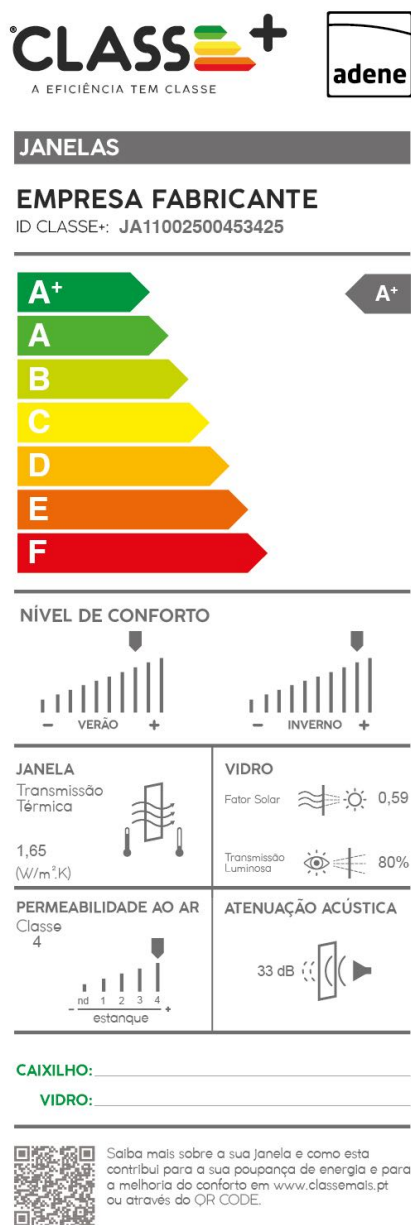 CLASSE+
A EFICIÊNCIA TEM CLASSE
adene
JANELAS
EMPRESA FABRICANTE
ID CLASSE+: JA11002500453425
A+
A+
A
B
C
D
E
F
NÍVEL DE CONFORTO
- VERÃO +
- INVERNO +
JANELA
Transmissão
Térmica
1,65
(W/m².K)
VIDRO
Fator Solar 0,59
Transmissão
Luminosa 80%
PERMEABILIDADE AO AR
Classe
4
nd 1 2 3 4
- estanque +
ATENUAÇÃO ACÚSTICA
33 dB
CAIXILHO:
VIDRO:
Saiba mais sobre a sua janela e como esta
contribui para a sua poupança de energia e para
a melhoria do conforto em www.classemais.pt
ou através do QR CODE.